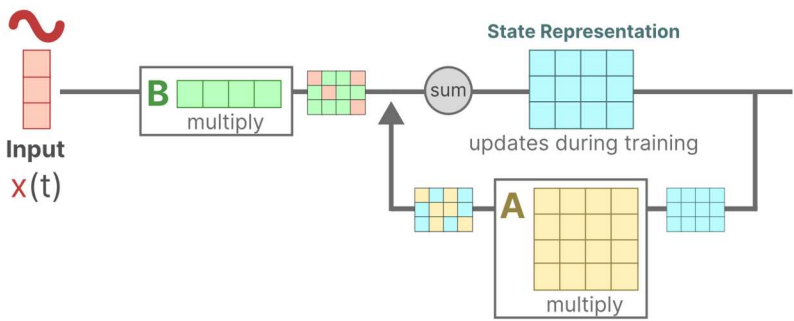 State Representation
B
sum
multiply
Input
x(t)
updates during training
A
multiply